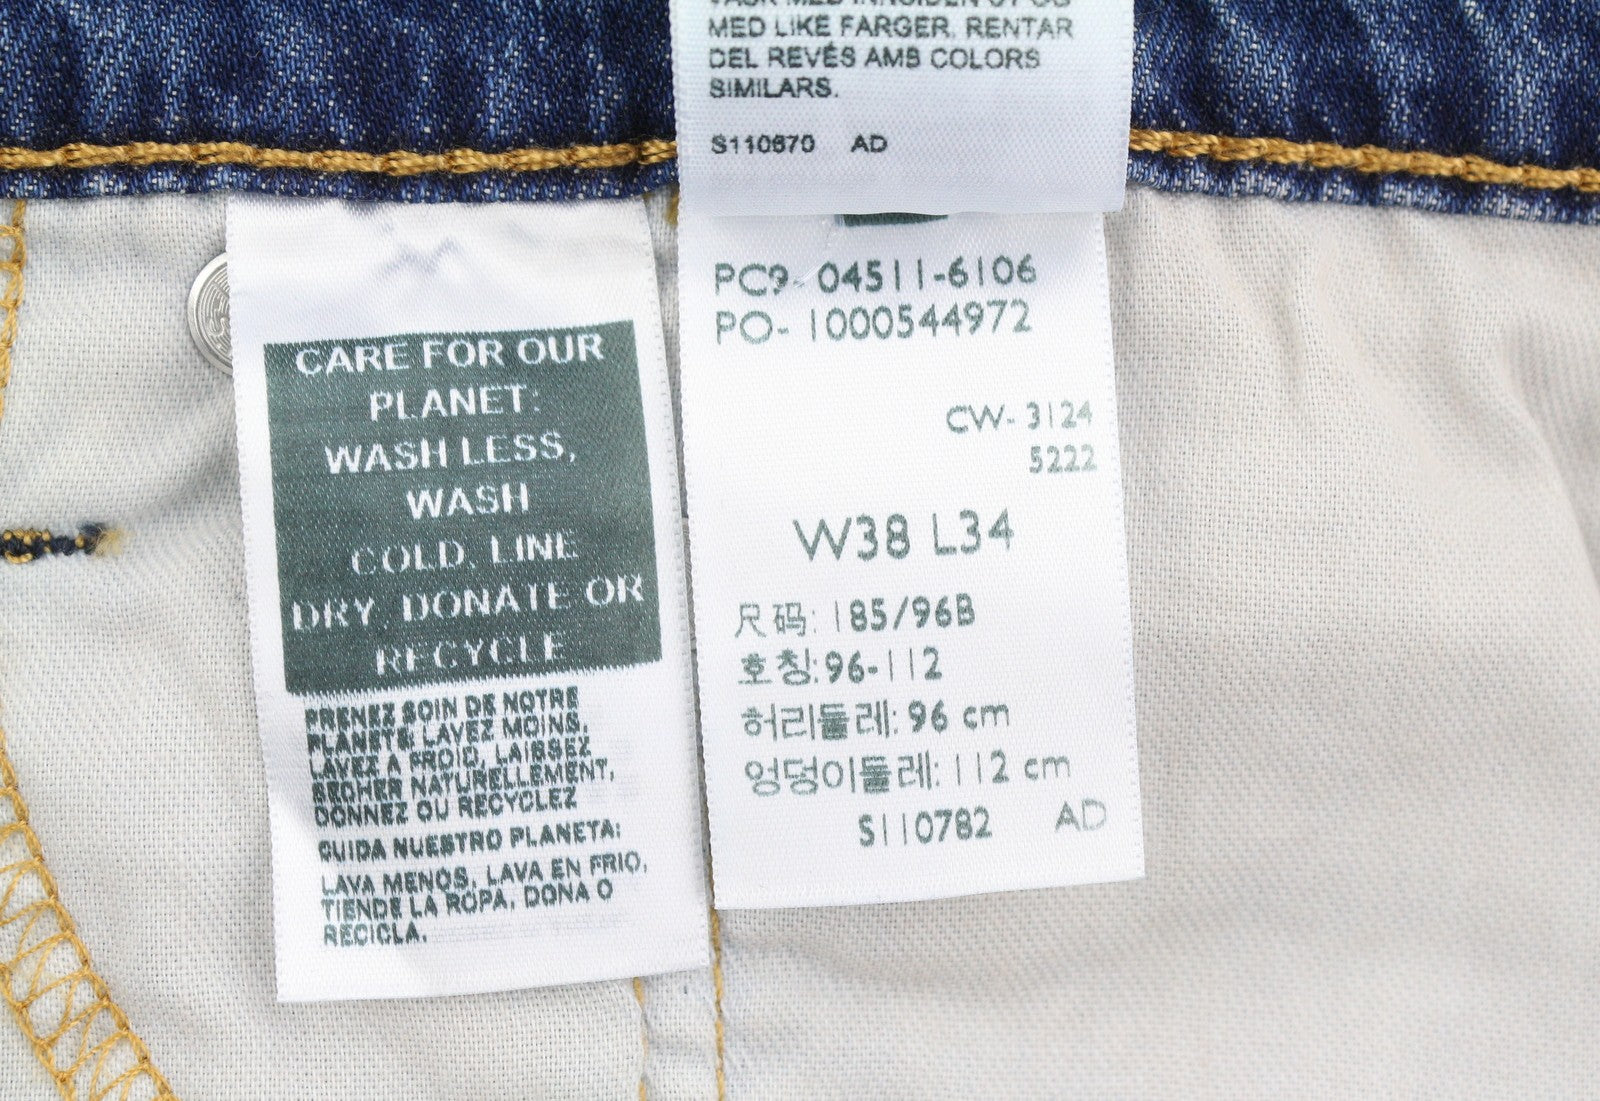 MED LIKE FARGER. RENTAR
DEL REVÉS AMB COLORS
SIMILARS.
S110670 AD
CARE FOR OUR
PLANET:
WASH LESS,
WASH
COLD, LINE
DRY, DONATE OR
RECYCLE
PRENEZ SOIN DE NOTRE
PLANÈTE: LAVEZ MOINS,
LAVEZ A FROID, LAISSEZ
SECHER NATURELLEMENT,
DONNEZ OU RECYCLEZ
CUIDA NUESTRO PLANETA:
LAVA MENOS, LAVA EN FRIO,
TIENDE LA ROPA, DONA O
RECICLA.
PC9- 04511-6106
PO- 1000544972
CW- 3124
5222
W38 L34
尺码: 185/96B
호칭: 96-112
허리둘레: 96 cm
엉덩이둘레: 112 cm
S110782 AD